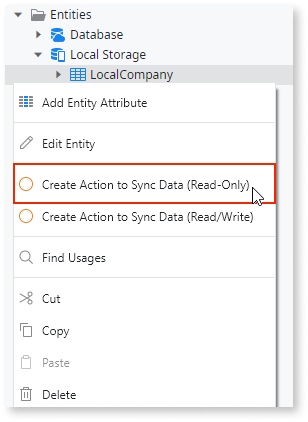 Entities
Database
Local Storage
LocalCompany
Add Entity Attribute
Edit Entity
Create Action to Sync Data (Read-Only)
Create Action to Sync Data (Read/Write)
Find Usages
Cut
Copy
Paste
Delete